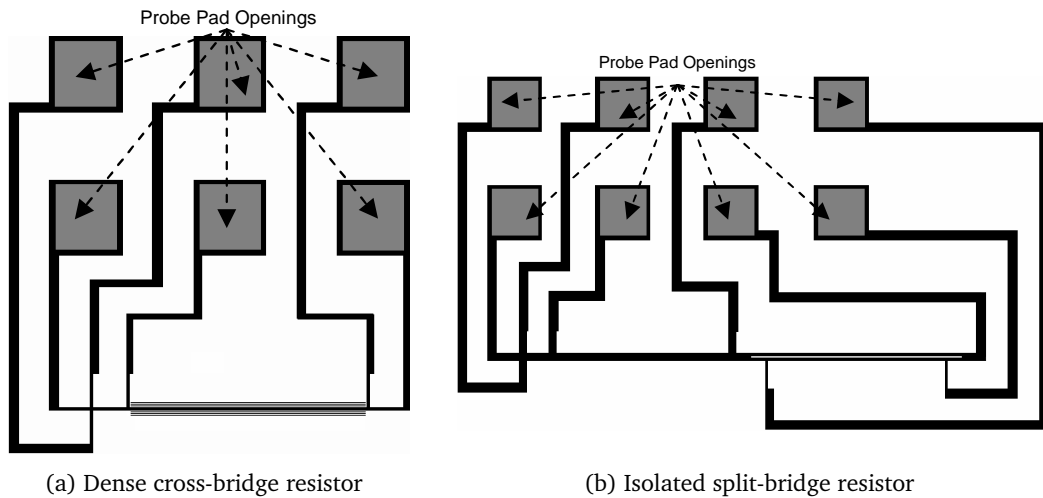 Probe Pad Openings
Probe Pad Openings
(a) Dense cross-bridge resistor
(b) Isolated split-bridge resistor